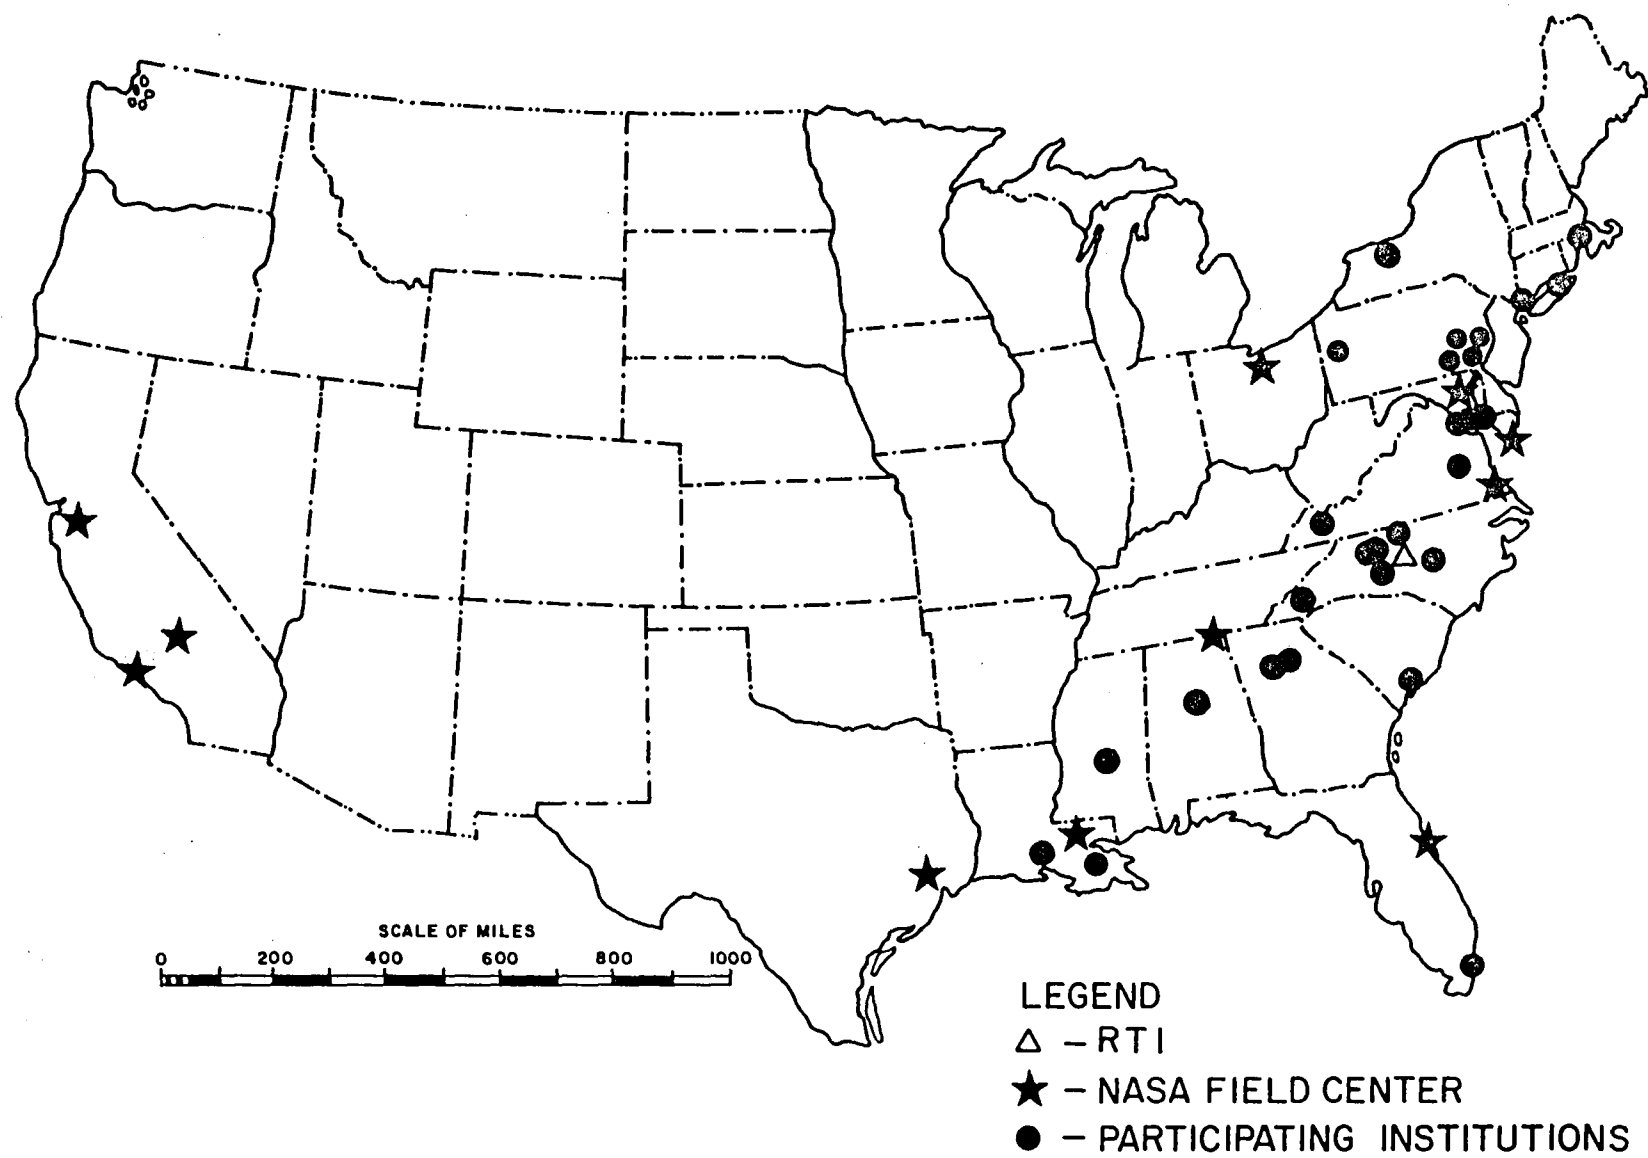 SCALE OF MILES
0 200 400 600 800 1000
LEGEND
△ – RTI
★ – NASA FIELD CENTER
● – PARTICIPATING INSTITUTIONS